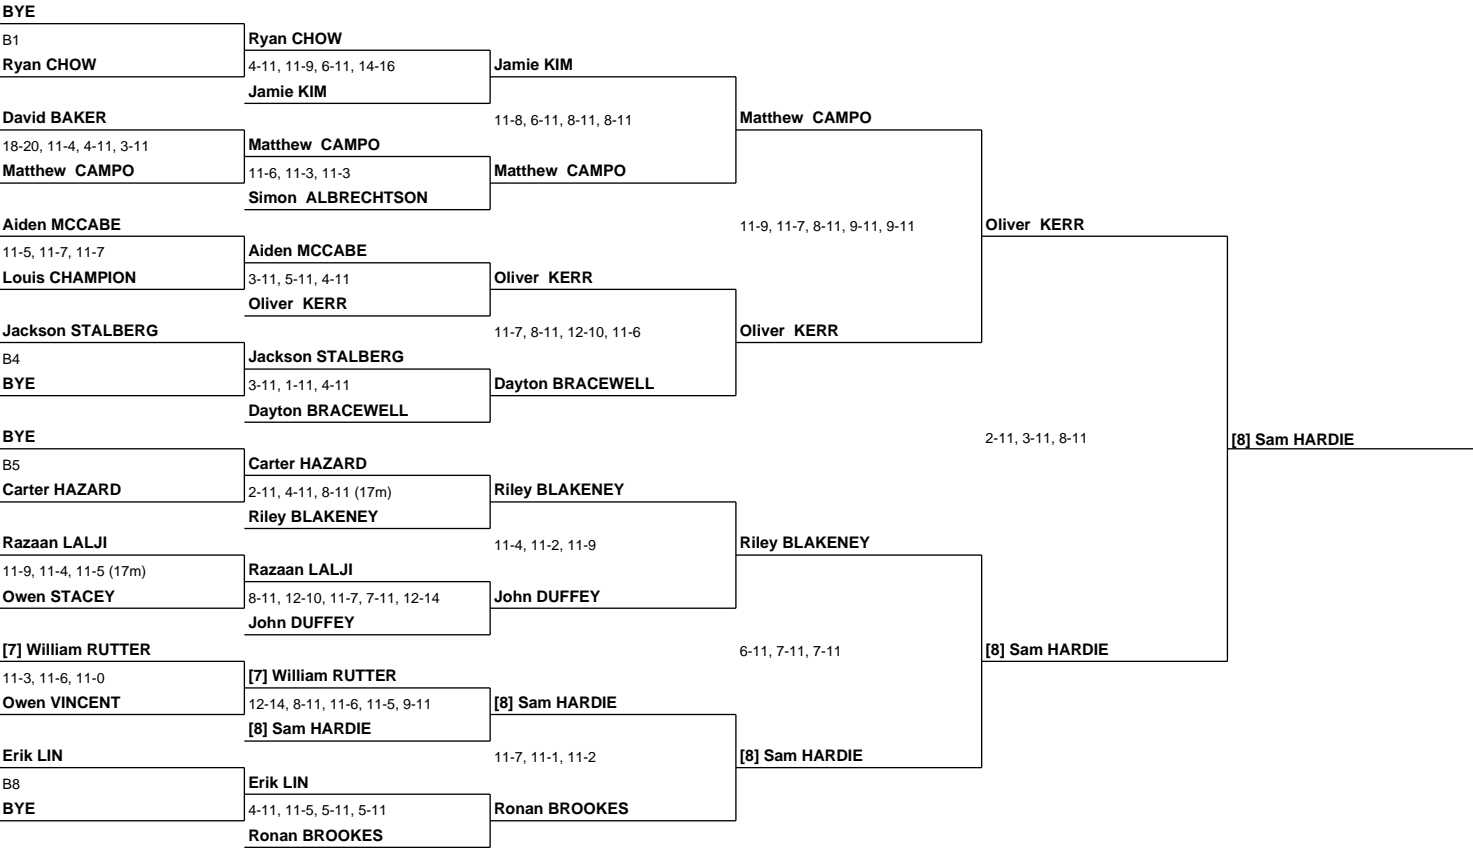 BYE
B1
Ryan CHOW
David BAKER
18-20, 11-4, 4-11, 3-11
Matthew CAMPO
Aiden MCCABE
11-5, 11-7, 11-7
Louis CHAMPION
Jackson STALBERG
B4
BYE
BYE
B5
Carter HAZARD
Razaan LALJI
11-9, 11-4, 11-5 (17m)
Owen STACEY
[7] William RUTTER
11-3, 11-6, 11-0
Owen VINCENT
Erik LIN
B8
BYE
Ryan CHOW
4-11, 11-9, 6-11, 14-16
Jamie KIM
Matthew CAMPO
11-6, 11-3, 11-3
Simon ALBRECHTSON
Aiden MCCABE
3-11, 5-11, 4-11
Oliver KERR
Jackson STALBERG
3-11, 1-11, 4-11
Dayton BRACEWELL
Carter HAZARD
2-11, 4-11, 8-11 (17m)
Riley BLAKENEY
Razaan LALJI
8-11, 12-10, 11-7, 7-11, 12-14
John DUFFEY
[7] William RUTTER
12-14, 8-11, 11-6, 11-5, 9-11
[8] Sam HARDIE
Erik LIN
4-11, 11-5, 5-11, 5-11
Ronan BROOKES
Jamie KIM
11-8, 6-11, 8-11, 8-11
Matthew CAMPO
Oliver KERR
11-7, 8-11, 12-10, 11-6
Dayton BRACEWELL
Riley BLAKENEY
11-4, 11-2, 11-9
John DUFFEY
[8] Sam HARDIE
11-7, 11-1, 11-2
Ronan BROOKES
Matthew CAMPO
11-9, 11-7, 8-11, 9-11, 9-11
Oliver KERR
Riley BLAKENEY
6-11, 7-11, 7-11
[8] Sam HARDIE
Oliver KERR
2-11, 3-11, 8-11
[8] Sam HARDIE
[8] Sam HARDIE